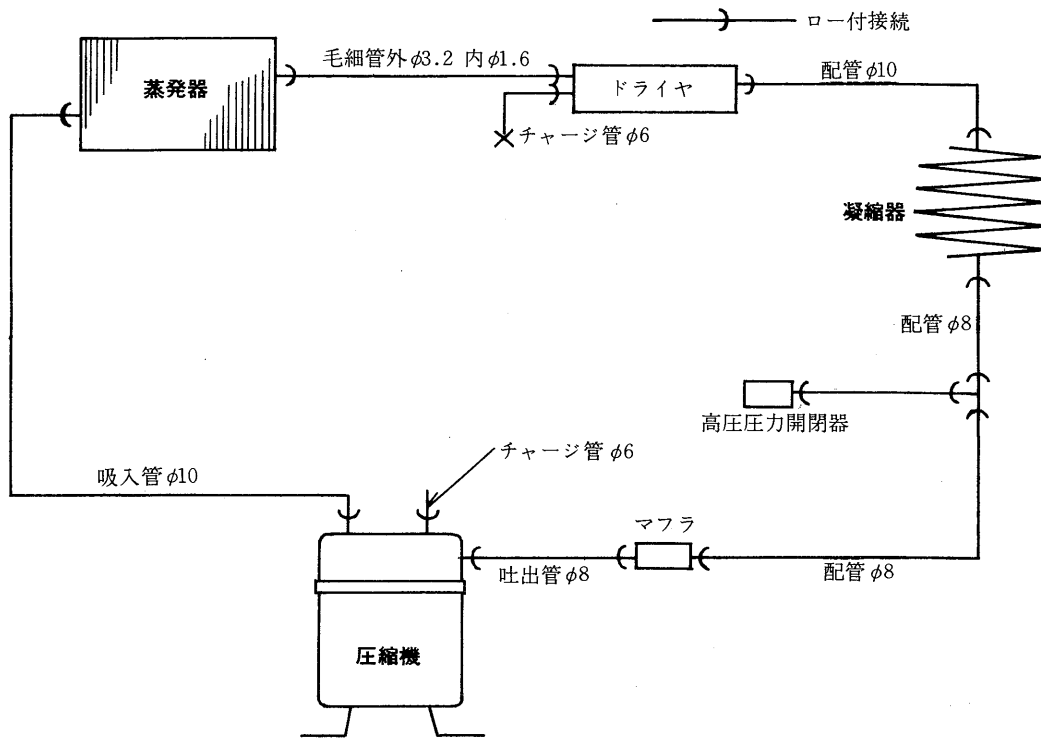 ロー付接続
毛細管外φ3.2 内φ1.6
配管φ10
蒸発器
ドライヤ
チャージ管φ6
凝縮器
配管φ8
高圧圧力開閉器
チャージ管φ6
吸入管φ10
マフラ
吐出管φ8
配管φ8
圧縮機